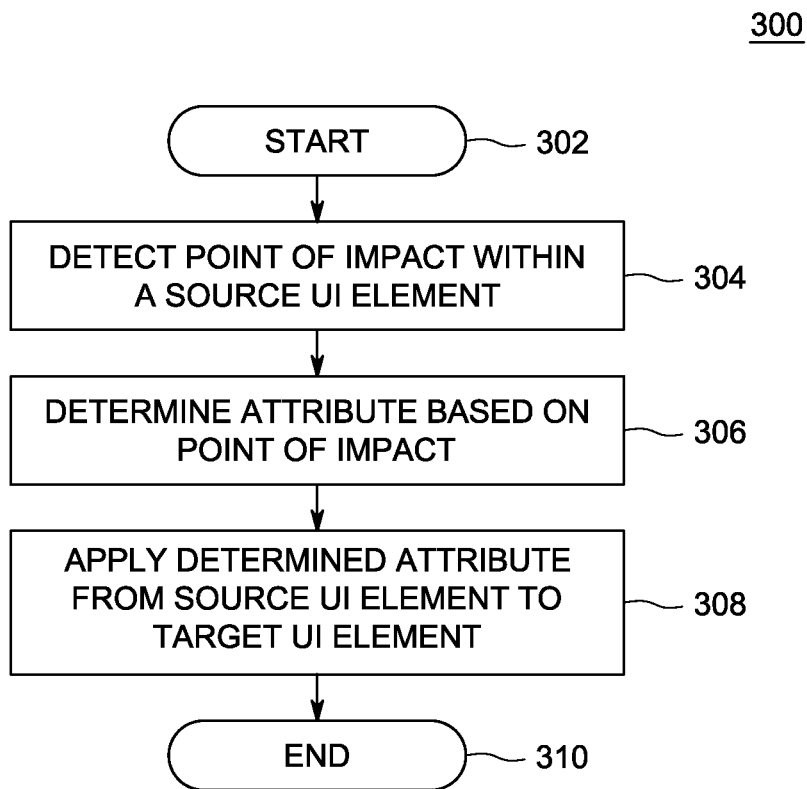 300
START
302
DETECT POINT OF IMPACT WITHIN
A SOURCE UI ELEMENT
304
DETERMINE ATTRIBUTE BASED ON
POINT OF IMPACT
306
APPLY DETERMINED ATTRIBUTE
FROM SOURCE UI ELEMENT TO
TARGET UI ELEMENT
308
END
310